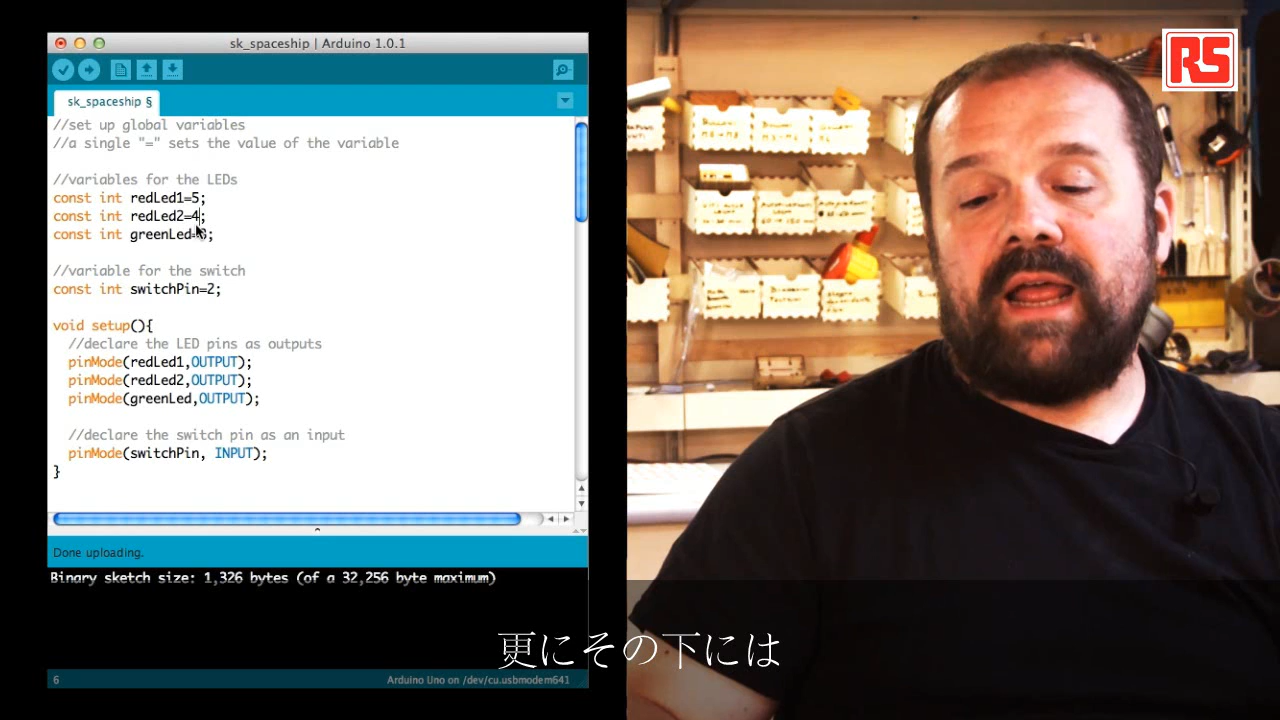 sk_spaceship | Arduino 1.0.1
sk_spaceship §
//set up global variables
//a single "=" sets the value of the variable
//variables for the LEDs
const int redLed1=5;
const int redLed2=4;
const int greenLed=
//variable for the switch
const int switchPin=2;
void setup(){
//declare the LED pins as outputs
pinMode(redLed1,OUTPUT);
pinMode(redLed2,OUTPUT);
pinMode(greenLed,OUTPUT);
//declare the switch pin as an input
pinMode(switchPin, INPUT);
}
Done uploading.
Binary sketch size: 1,326 bytes (of a 32,256 byte maximum)
6
Arduino Uno on /dev/cu.usbmodem641
RS
更にその下には